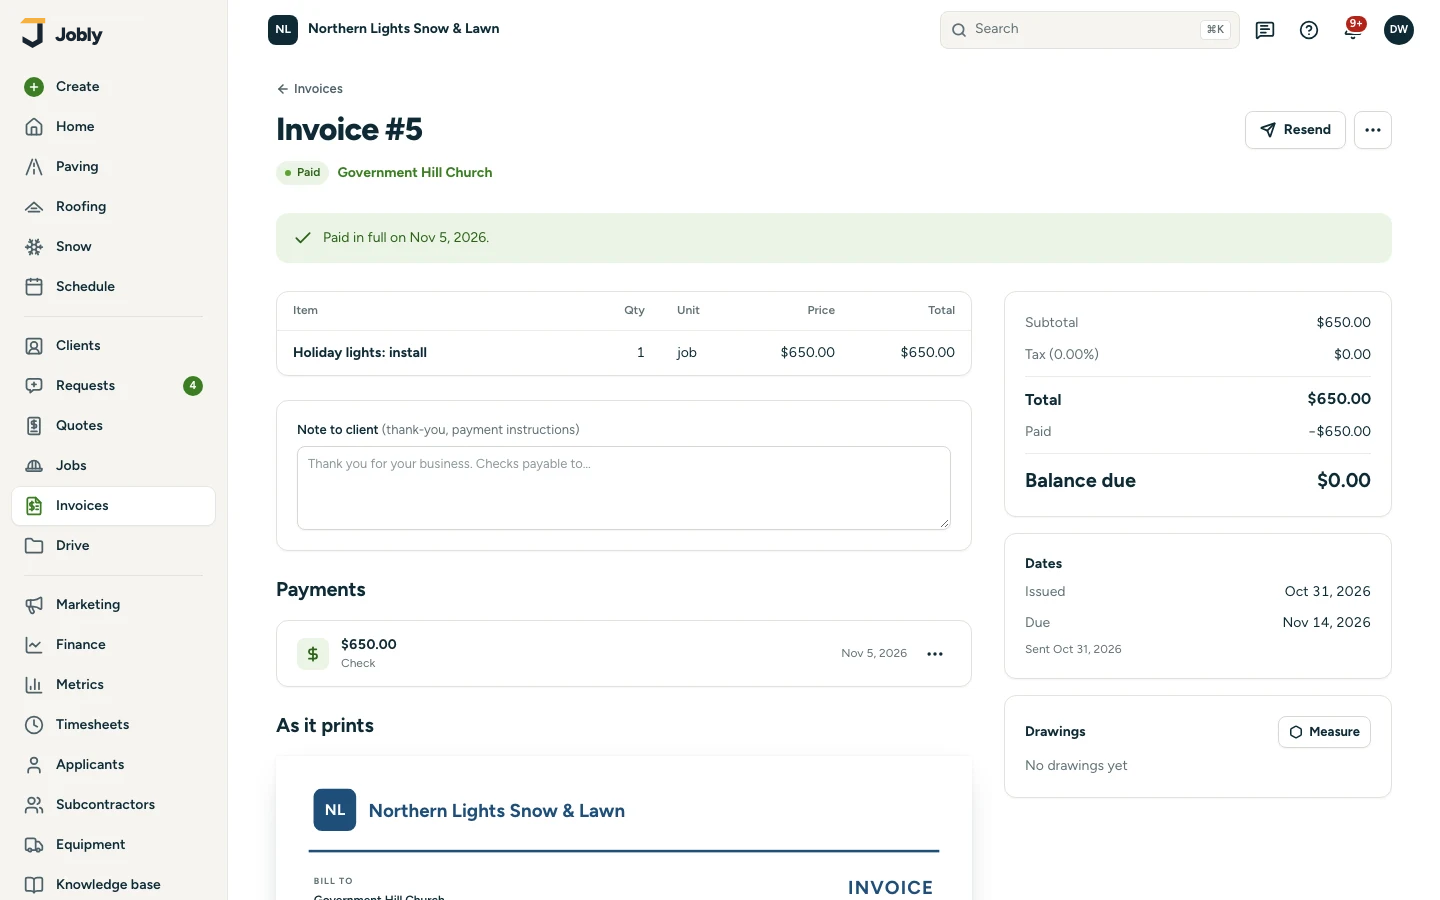 Jobly
Create
Home
Paving
Roofing
Snow
Schedule
Clients
Requests 4
Quotes
Jobs
Invoices
Drive
Marketing
Finance
Metrics
Timesheets
Applicants
Subcontractors
Equipment
Knowledge base
NL Northern Lights Snow & Lawn
Search ⌘K
9+
DW
Invoices
Invoice #5
Resend
Paid Government Hill Church
Paid in full on Nov 5, 2026.
Item Qty Unit Price Total
Holiday lights: install 1 job $650.00 $650.00
Note to client (thank-you, payment instructions)
Thank you for your business. Checks payable to...
Payments
$650.00
Check
Nov 5, 2026
As it prints
NL Northern Lights Snow & Lawn
BILL TO
INVOICE
Government Hill Church
Subtotal $650.00
Tax (0.00%) $0.00
Total $650.00
Paid −$650.00
Balance due $0.00
Dates
Issued Oct 31, 2026
Due Nov 14, 2026
Sent Oct 31, 2026
Drawings Measure
No drawings yet